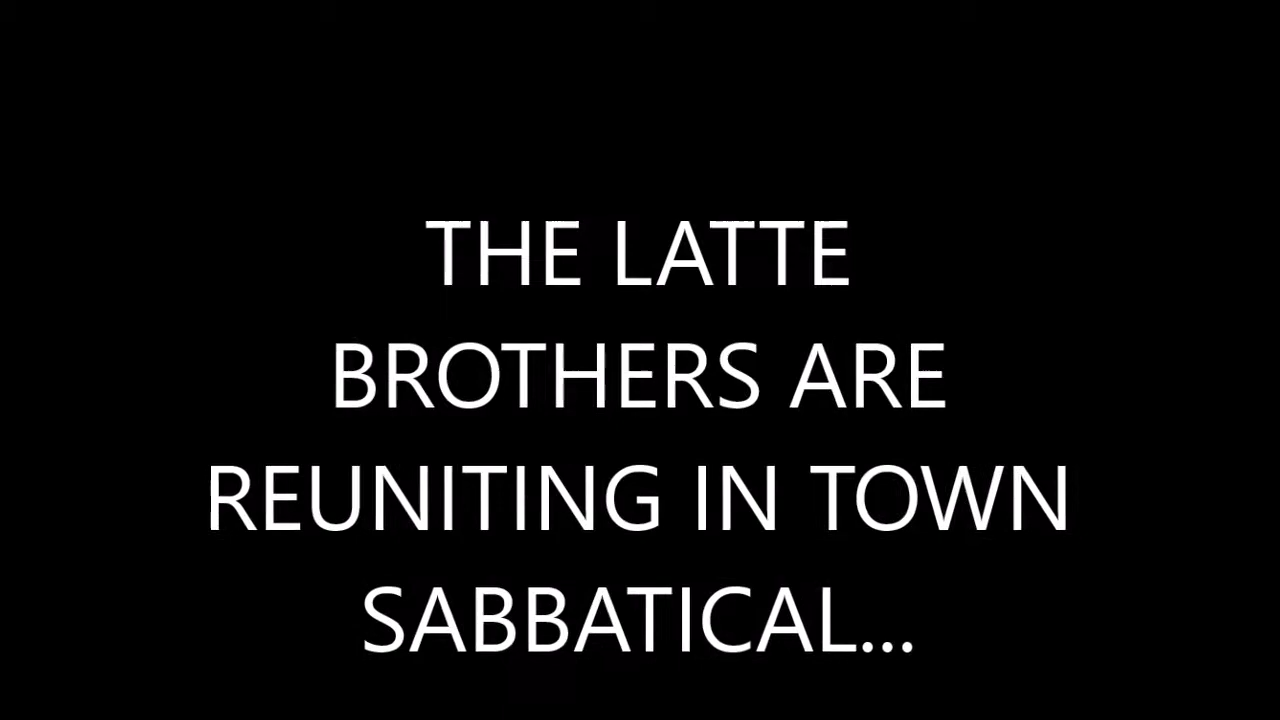 THE LATTE
BROTHERS ARE
REUNITING IN TOWN
SABBATICAL...